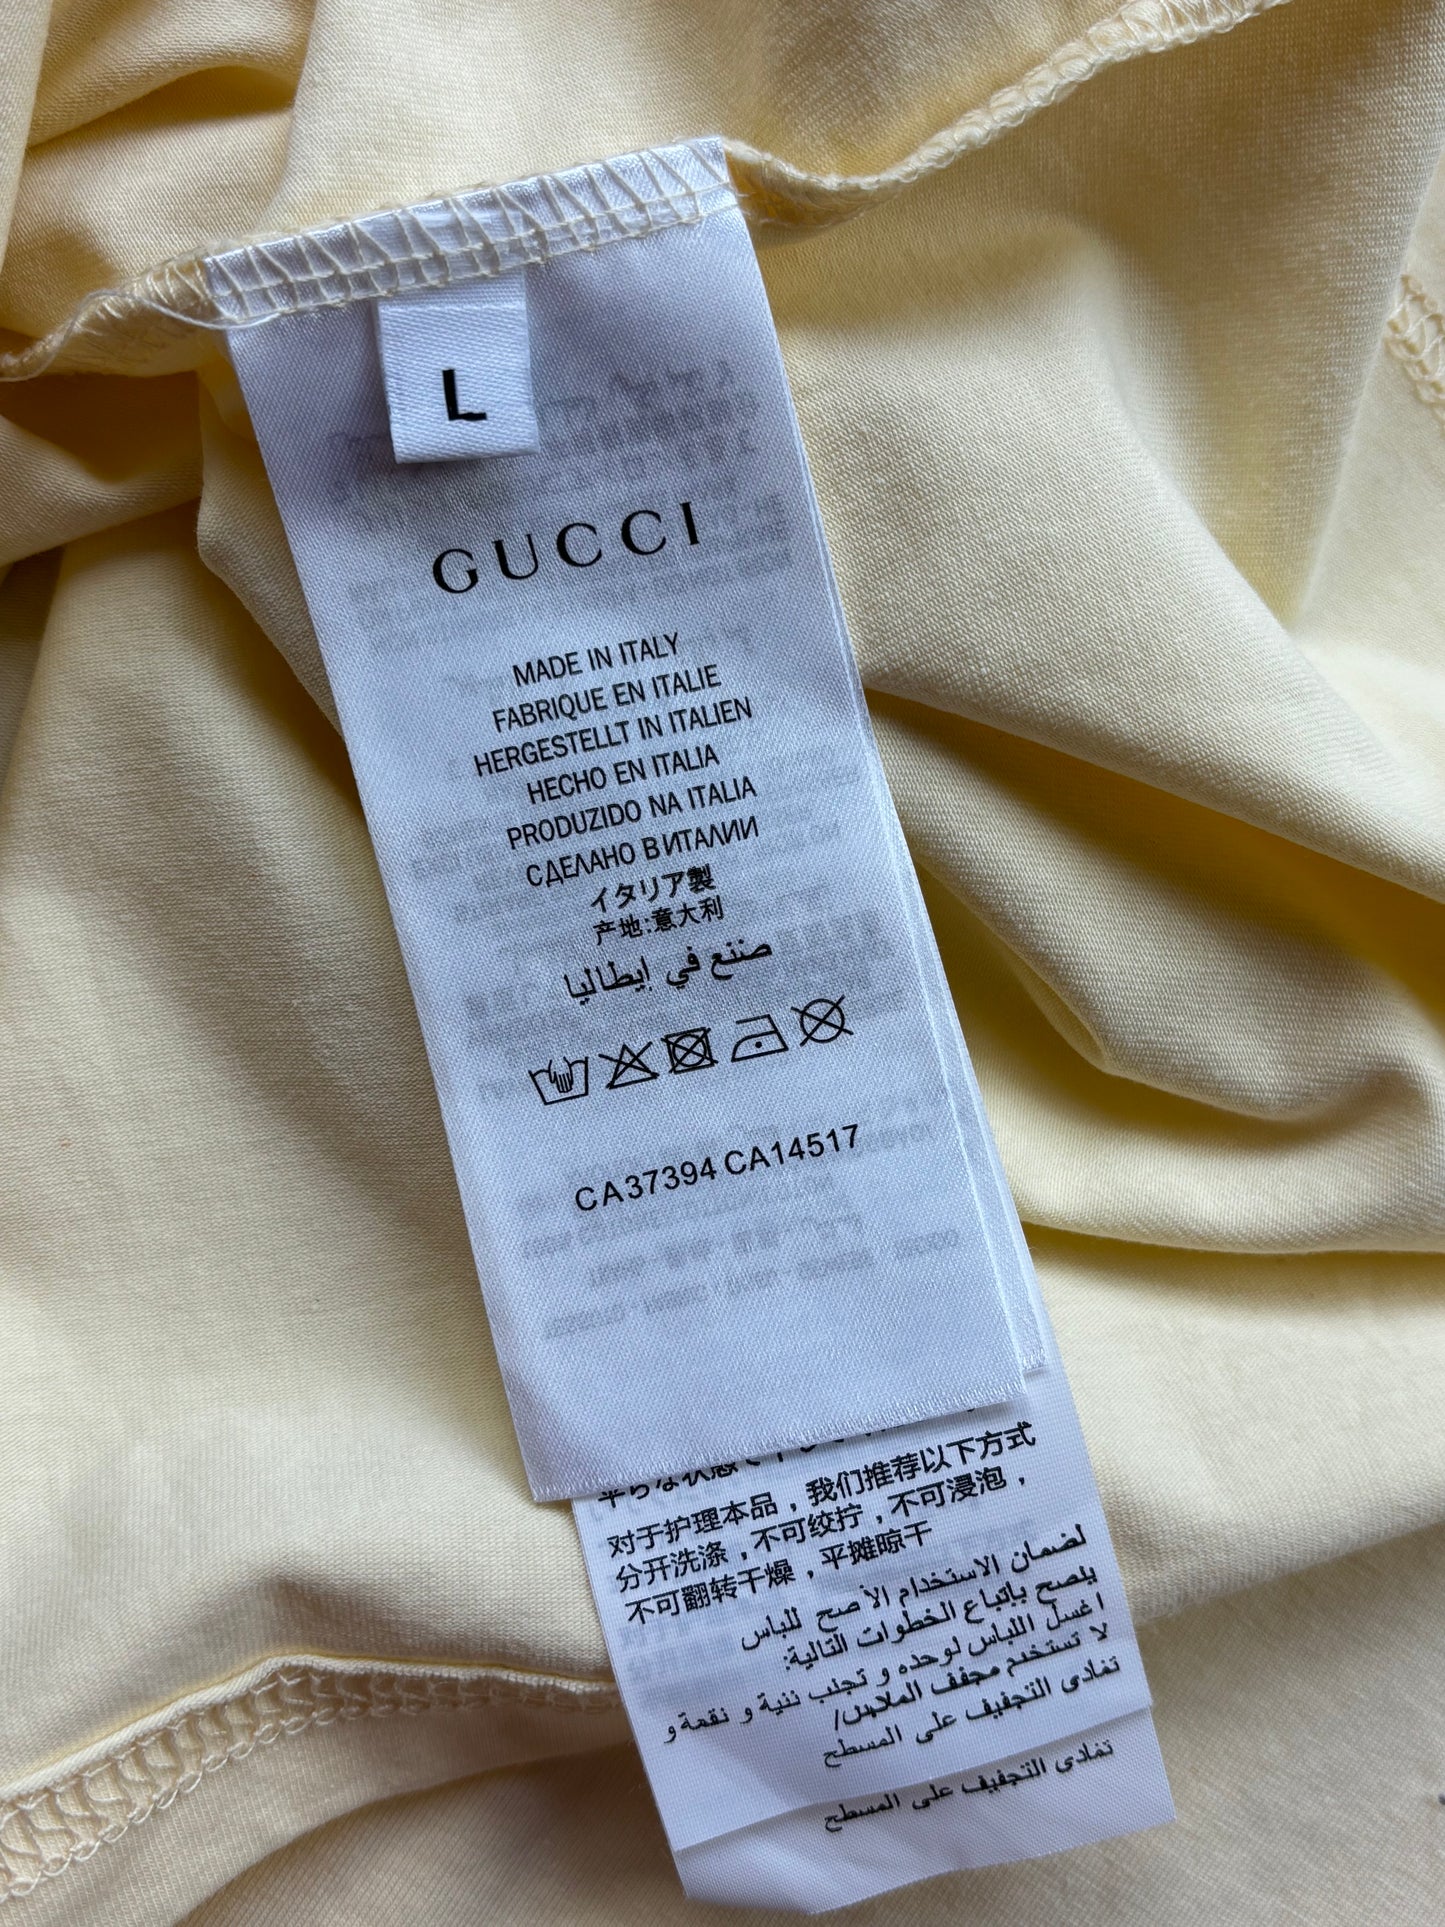 L
GUCCI
MADE IN ITALY
FABRIQUE EN ITALIE
HERGESTELLT IN ITALIEN
HECHO EN ITALIA
PRODUZIDO NA ITALIA
СДЕЛАНО В ИТАЛИИ
イタリア製
产地:意大利
صنع في إيطاليا
CA37394 CA14517
对于护理本品，我们推荐以下方式
分开洗涤，不可绞拧，不可浸泡，
不可翻转干燥，平摊晾干
لضمان الاستخدام الأصح للباس
ينصح بإتباع الخطوات التالية:
اغسل اللباس لوحده و تجلب ننية و نقمة و
لا تستخدم مجفف الملابس/
تفادى التجفيف على المسطح
تفادى التجفيف على المسطح